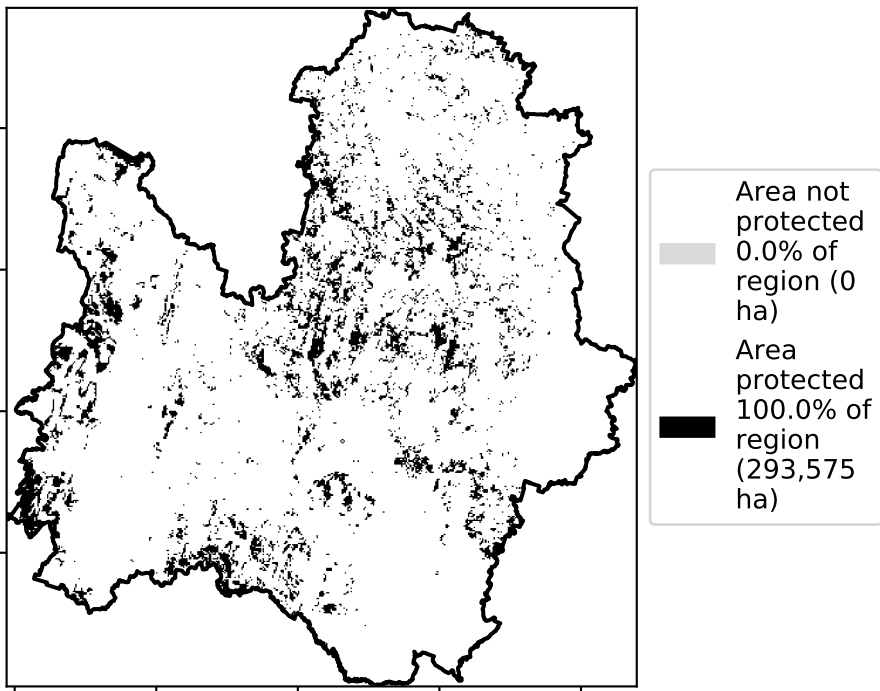 Area not
protected
0.0% of
region (0
ha)
Area
protected
100.0% of
region
(293,575
ha)